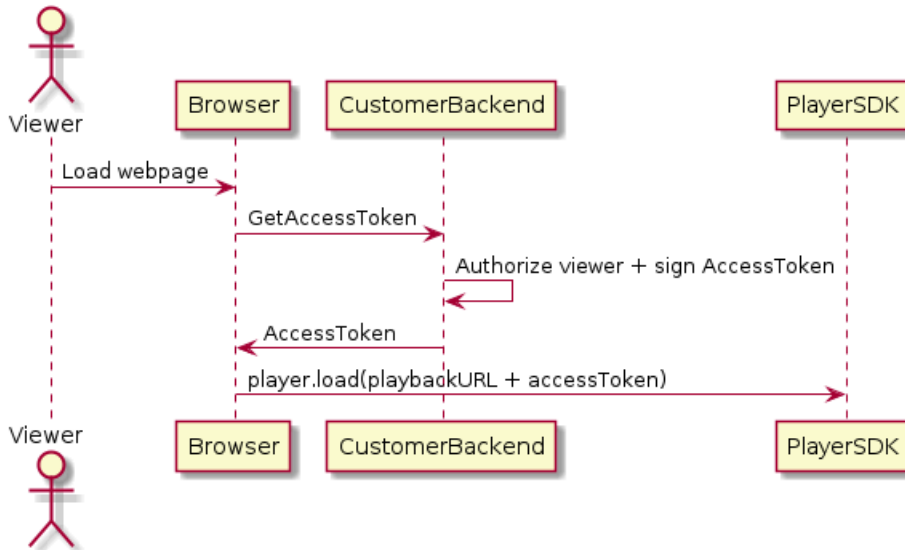 Viewer
Browser
CustomerBackend
PlayerSDK
Load webpage
GetAccessToken
Authorize viewer + sign AccessToken
AccessToken
player.load(playbackURL + accessToken)
Viewer
Browser
CustomerBackend
PlayerSDK